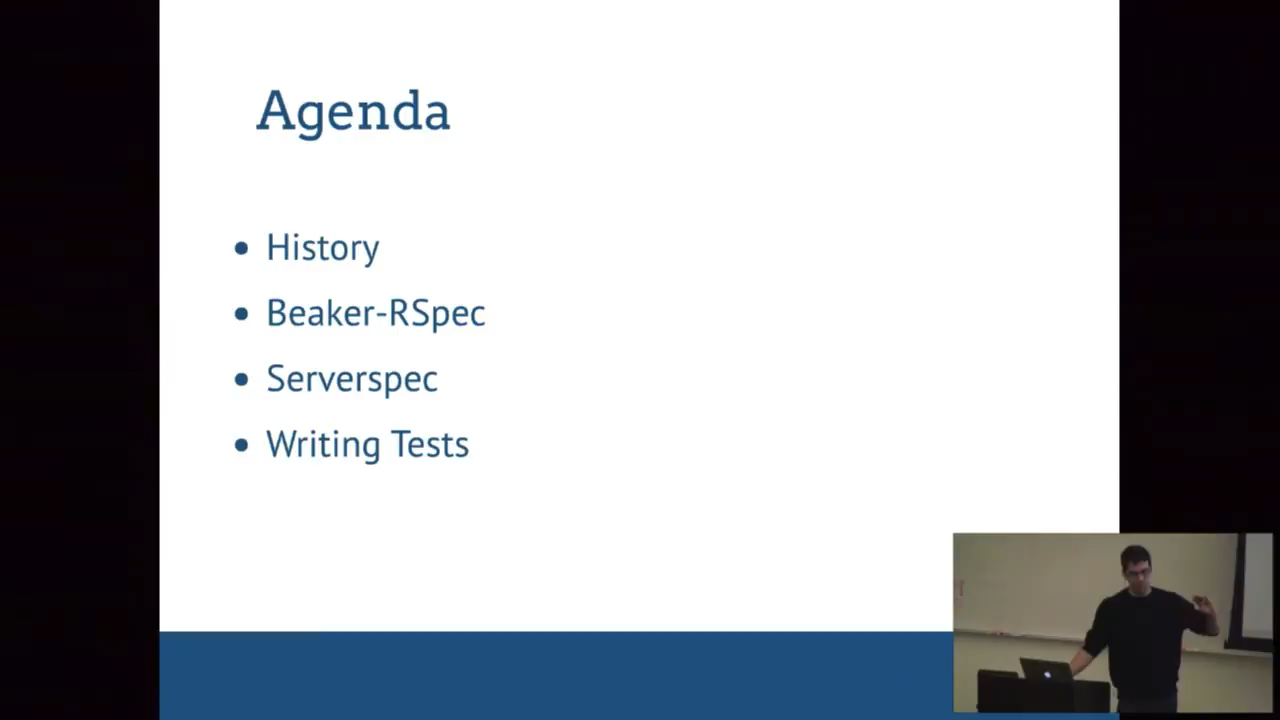 Agenda
History
Beaker-RSpec
Serverspec
Writing Tests